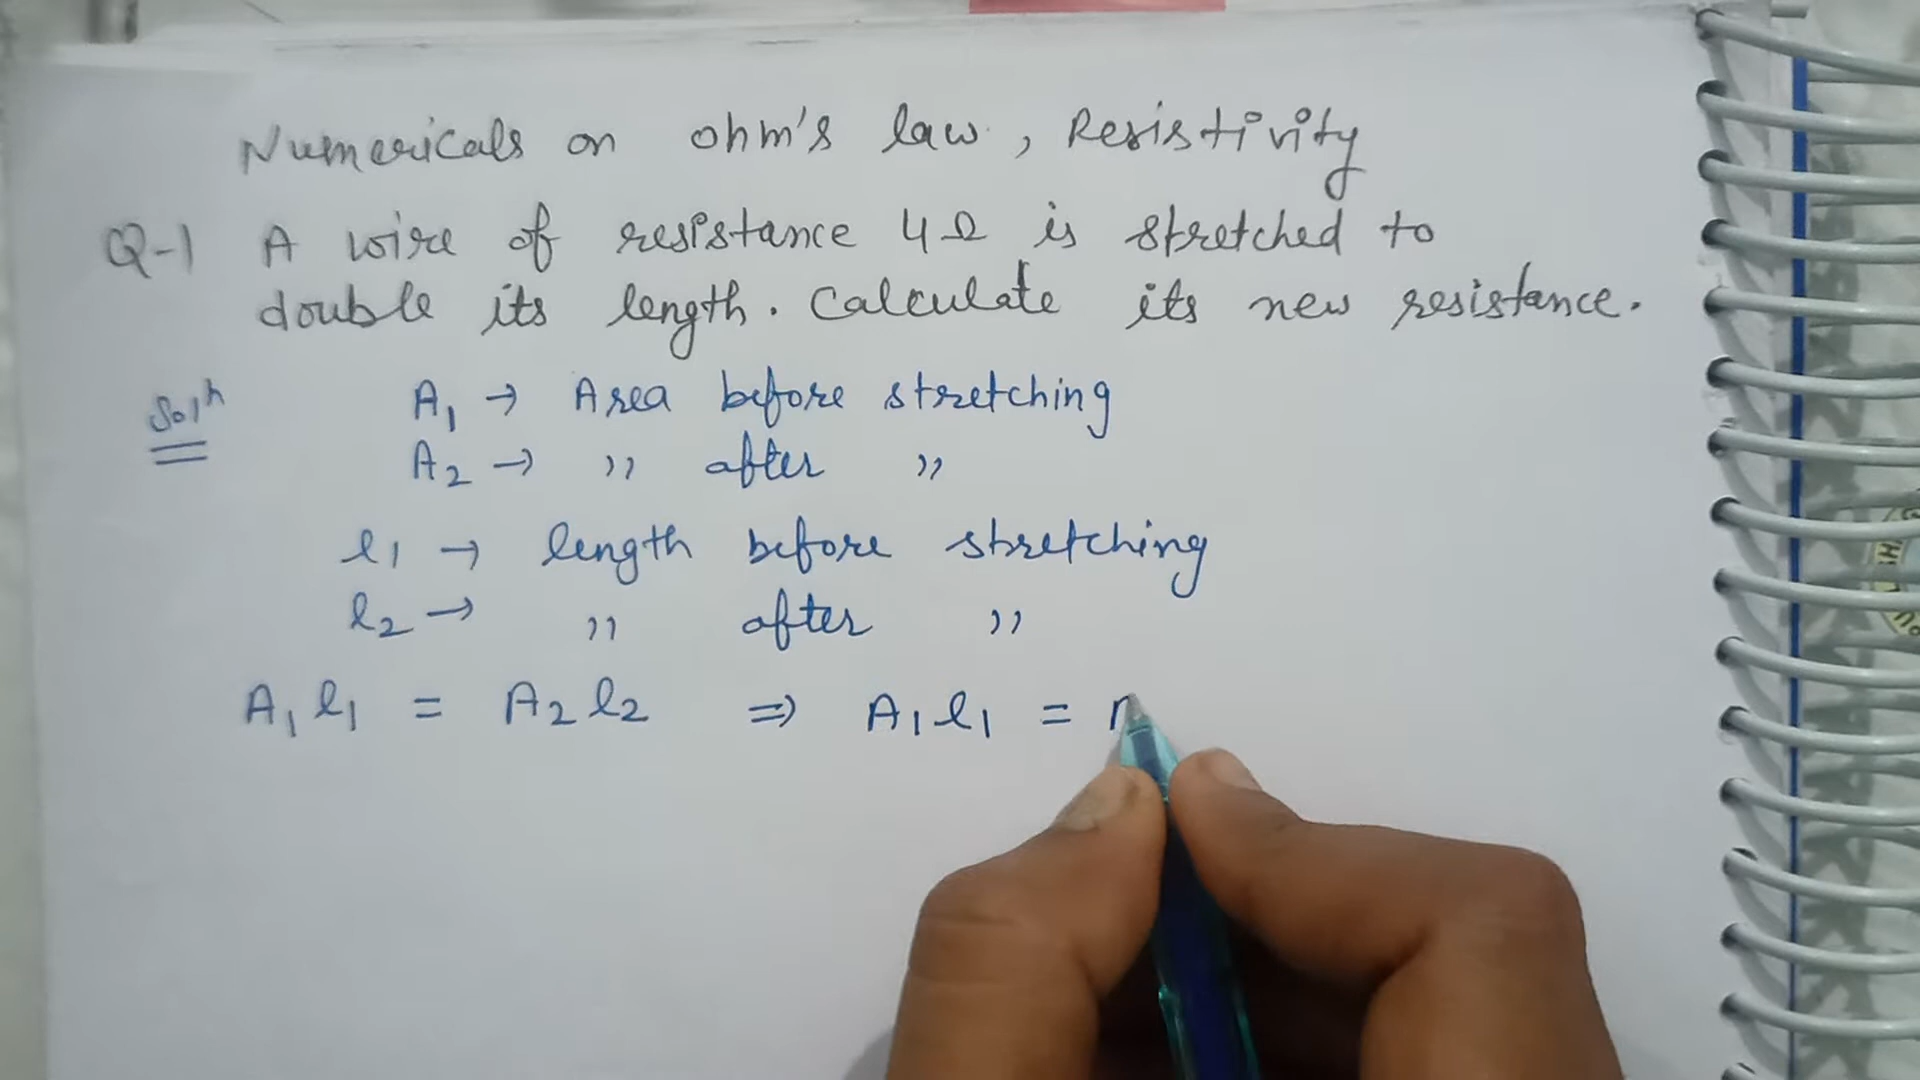 Numericals on ohm's law, Resistivity
Q-1 A wire of resistance 4Ω is stretched to
double its length. Calculate its new resistance.
Solⁿ A₁ → Area before stretching
A₂ → ,, after ,,
l₁ → length before stretching
l₂ → ,, after ,,
A₁l₁ = A₂l₂ ⇒ A₁l₁ =